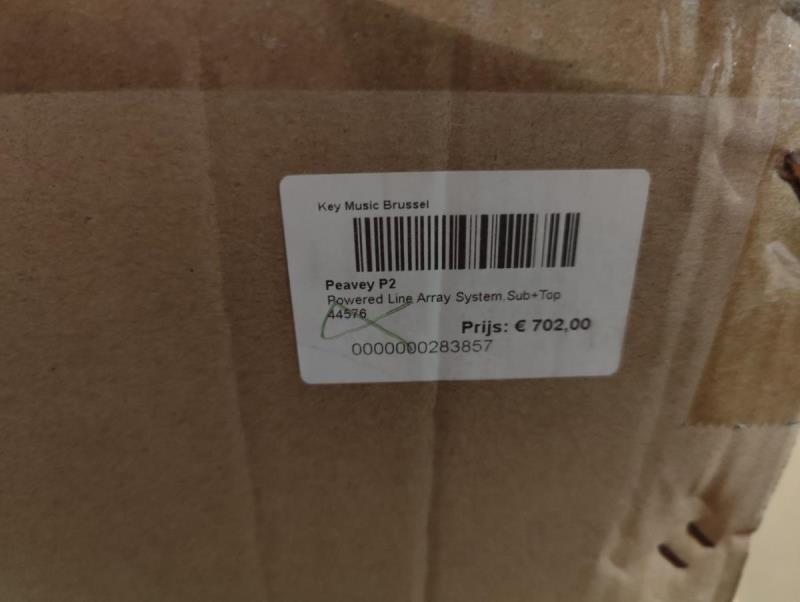 Key Music Brussel
Peavey P2
Powered Line Array System.Sub+Top
44576
Prijs: € 702,00
0000000283857